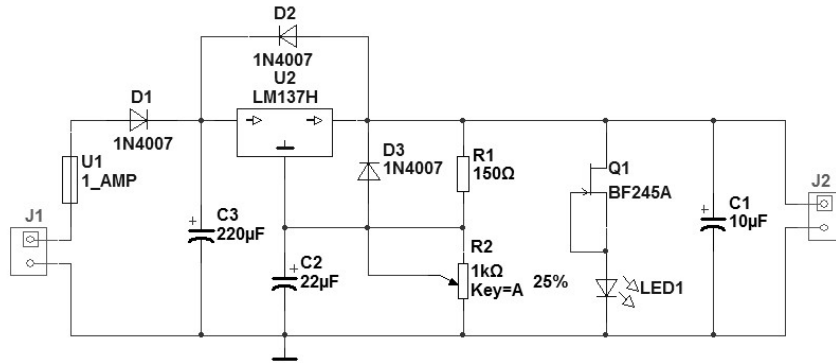 D2
1N4007
U2
LM137H
D1
1N4007
U1
1_AMP
D3
1N4007
R1
150Ω
Q1
BF245A
J1
J2
C3
220µF
C1
10µF
C2
22µF
R2
1kΩ
Key=A
25%
LED1